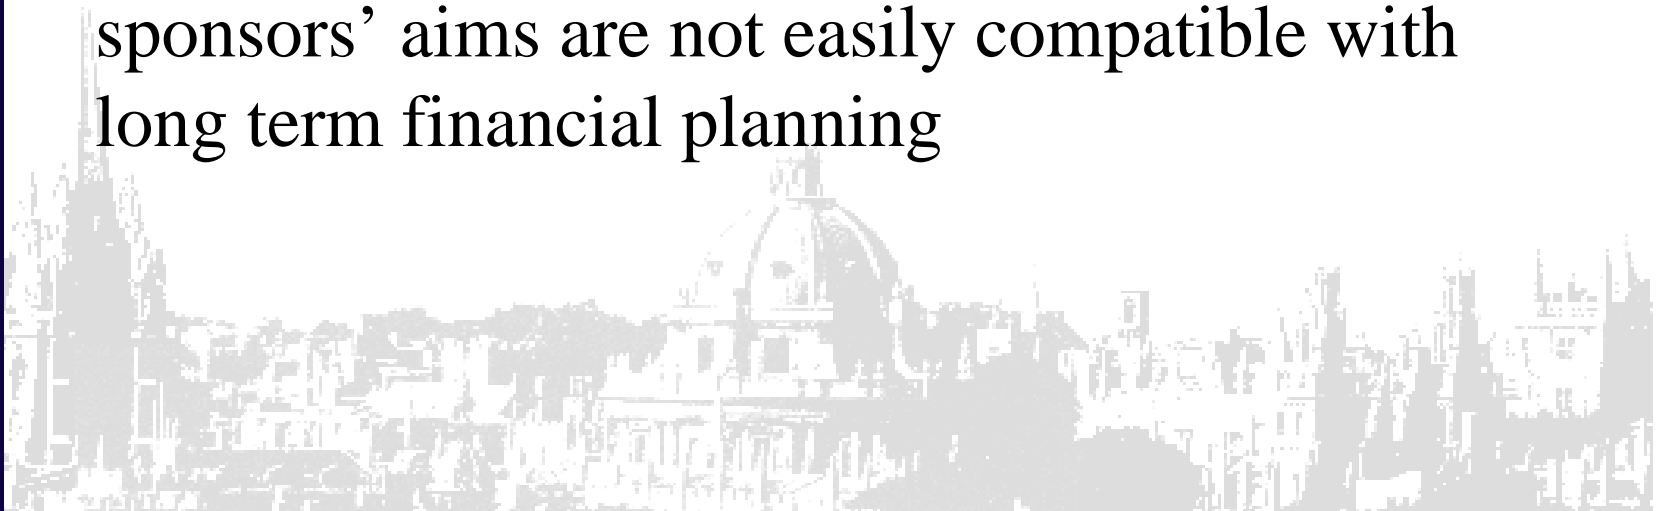 sponsors’ aims are not easily compatible with
long term financial planning